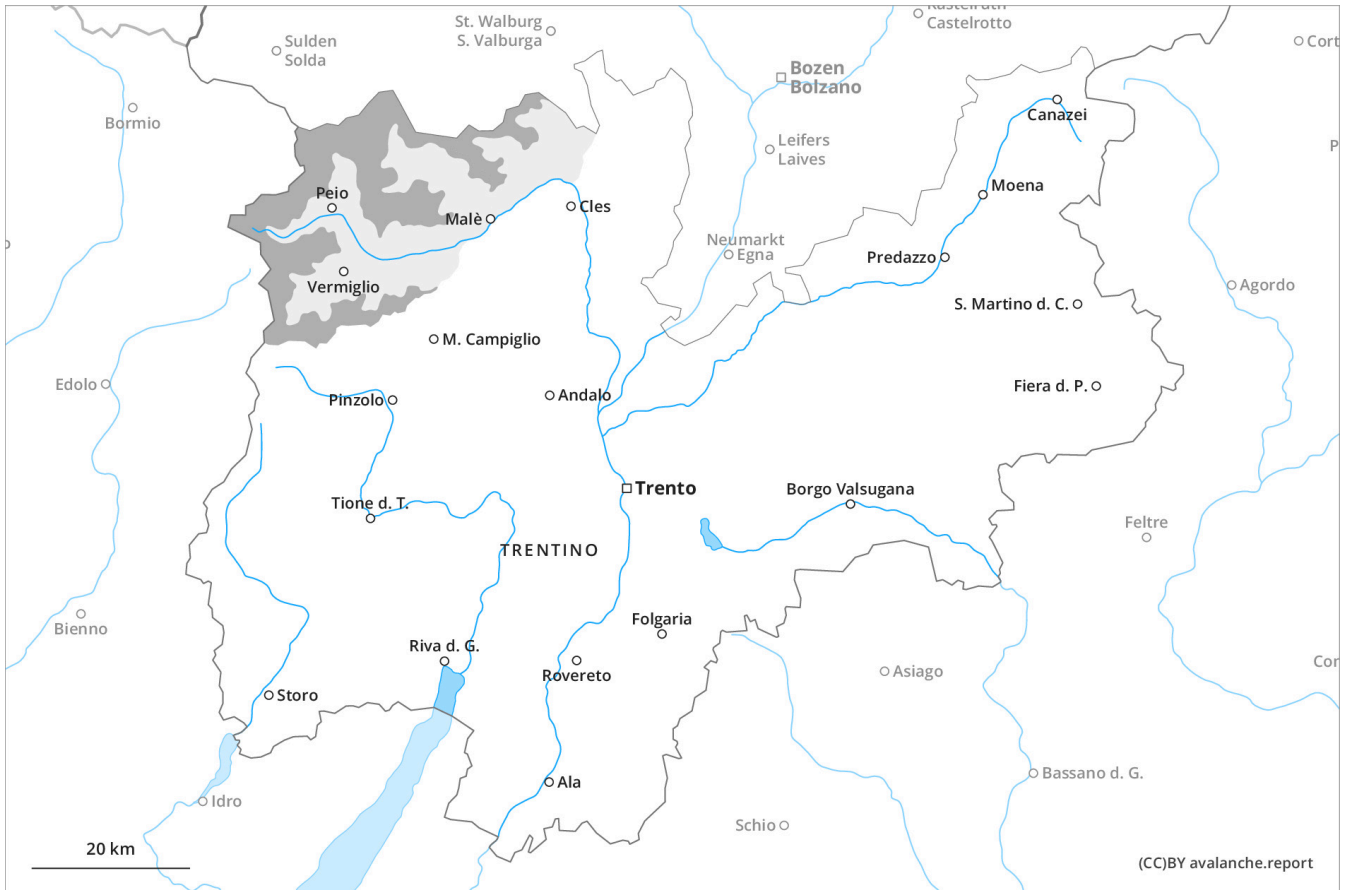 Kastelruth
Castelrotto
St. Walburg
S. Valburga
Sulden
Solda
Cort
Bozen
Bolzano
Bormio
Canazei
Leifers
Laives
P
Moena
Peio
Cles
Malè
Neumarkt
Egna
Predazzo
Vermiglio
Agordo
S. Martino d. C.
M. Campiglio
Edolo
Fiera d. P.
Andalo
Pinzolo
Trento
Borgo Valsugana
Tione d. T.
Feltre
TRENTINO
Folgaria
Bienno
Riva d. G.
Cor
Asiago
Rovereto
Storo
Bassano d. G.
Ala
Idro
Schio
20 km
(CC)BY avalanche.report